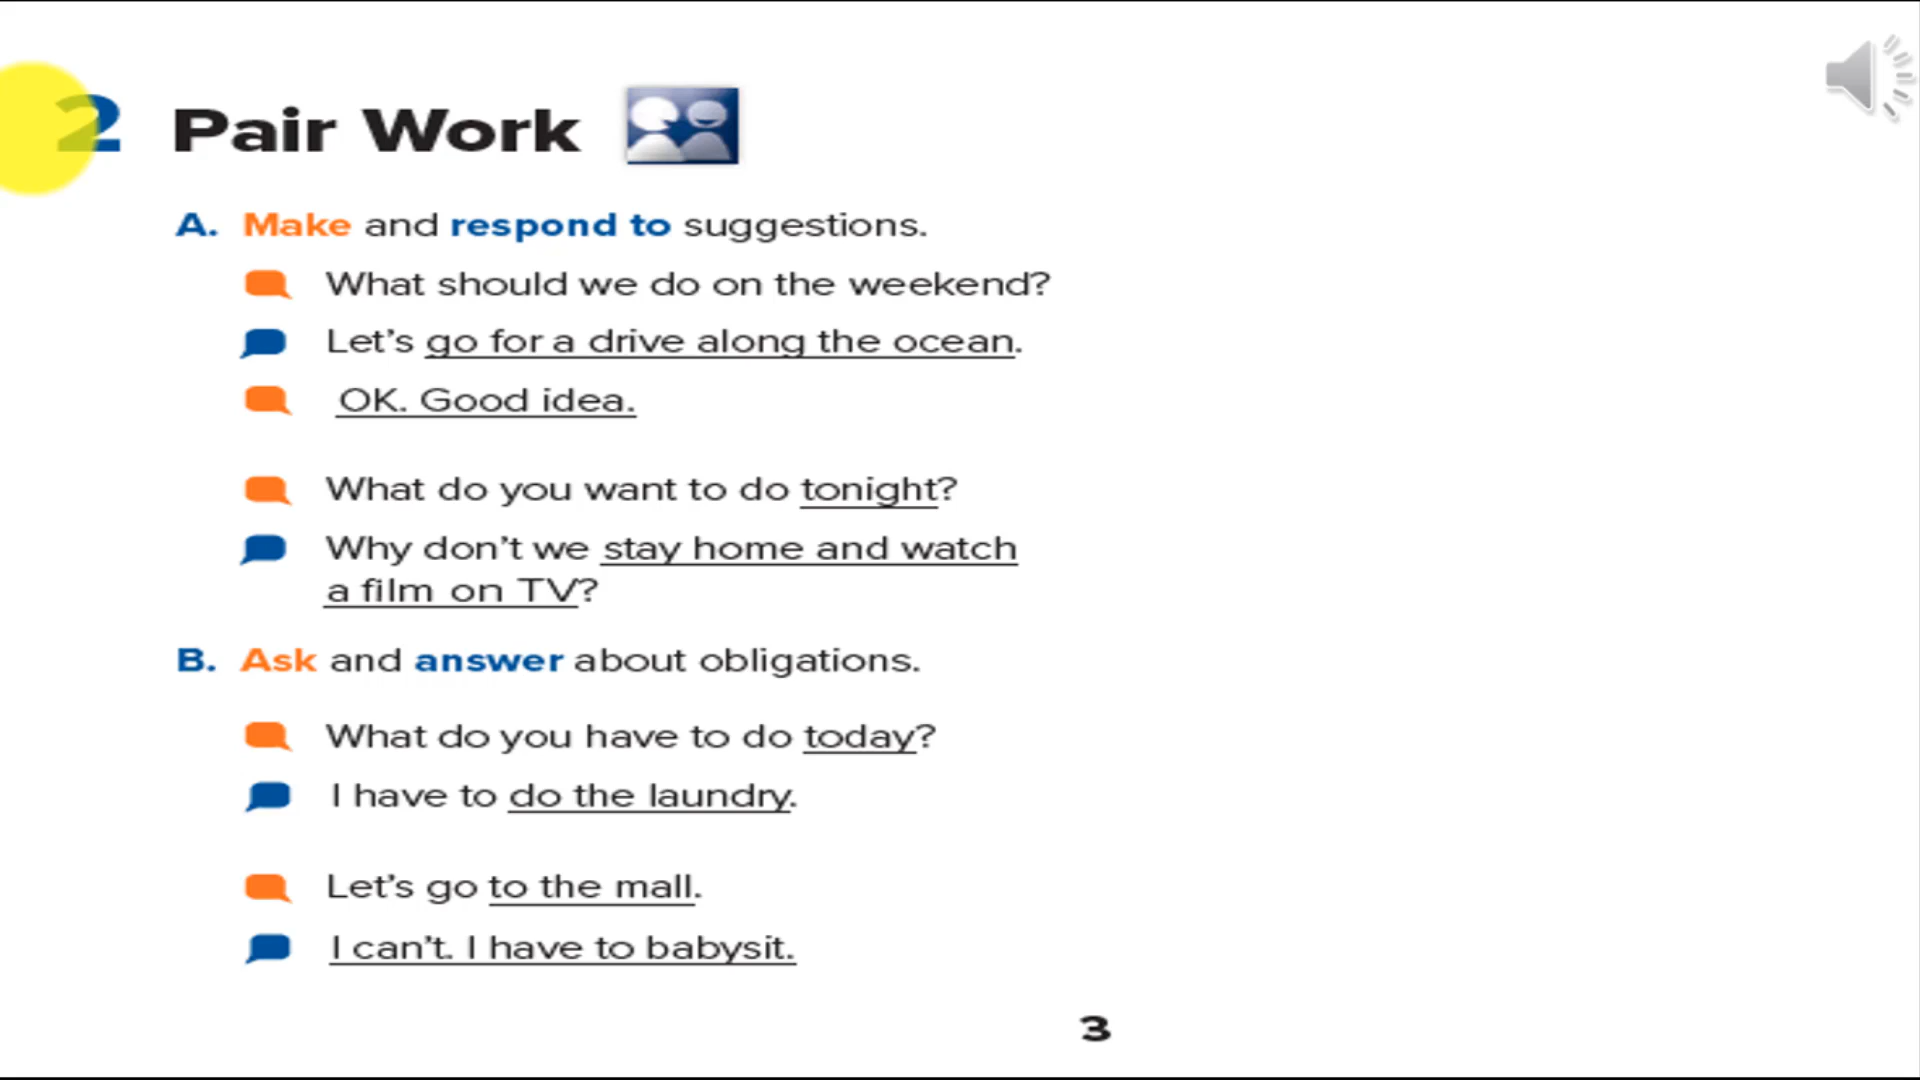 2 Pair Work
A. Make and respond to suggestions.
What should we do on the weekend?
Let's go for a drive along the ocean.
OK. Good idea.
What do you want to do tonight?
Why don't we stay home and watch
a film on TV?
B. Ask and answer about obligations.
What do you have to do today?
I have to do the laundry.
Let's go to the mall.
I can't. I have to babysit.
3